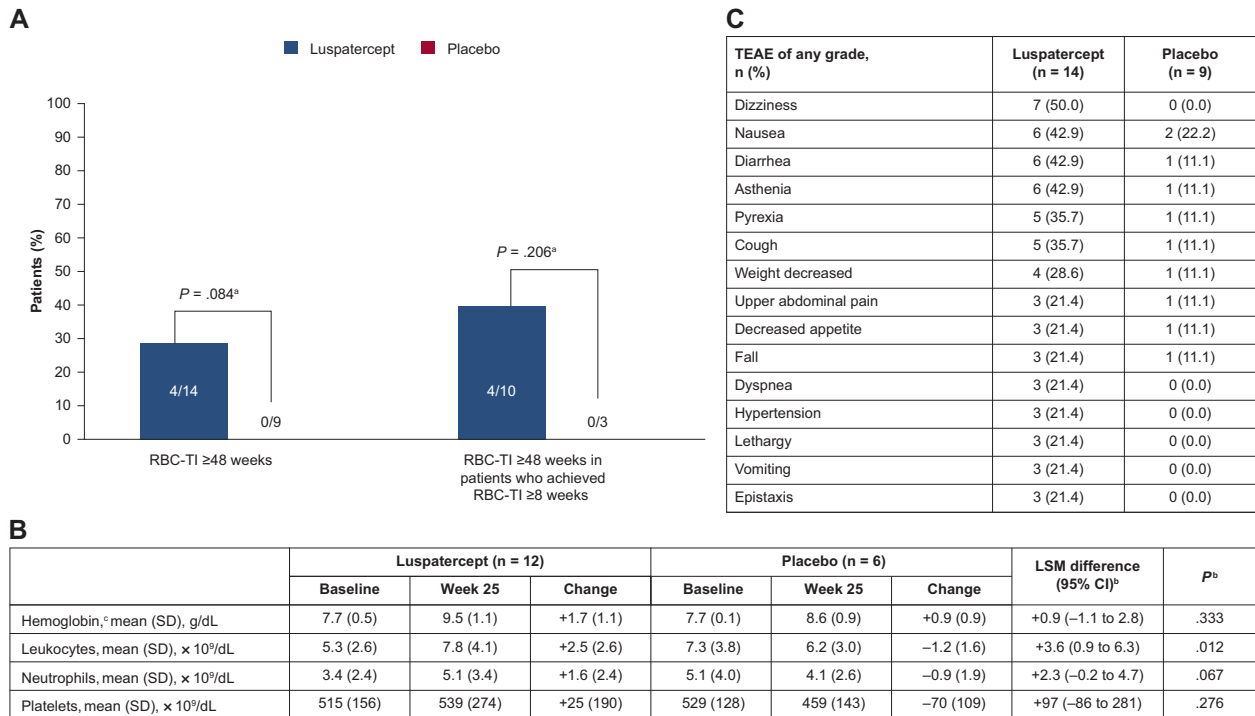 A
Luspatercept Placebo
100
90
80
70
60
50
40
30
20
10
0
Patients (%)
P = .084ᵃ
P = .206ᵃ
4/14
0/9
4/10
0/3
RBC-TI ≥48 weeks
RBC-TI ≥48 weeks in
patients who achieved
RBC-TI ≥8 weeks
C
TEAE of any grade, Luspatercept Placebo
n (%) (n = 14) (n = 9)
Dizziness 7 (50.0) 0 (0.0)
Nausea 6 (42.9) 2 (22.2)
Diarrhea 6 (42.9) 1 (11.1)
Asthenia 6 (42.9) 1 (11.1)
Pyrexia 5 (35.7) 1 (11.1)
Cough 5 (35.7) 1 (11.1)
Weight decreased 4 (28.6) 1 (11.1)
Upper abdominal pain 3 (21.4) 1 (11.1)
Decreased appetite 3 (21.4) 1 (11.1)
Fall 3 (21.4) 1 (11.1)
Dyspnea 3 (21.4) 0 (0.0)
Hypertension 3 (21.4) 0 (0.0)
Lethargy 3 (21.4) 0 (0.0)
Vomiting 3 (21.4) 0 (0.0)
Epistaxis 3 (21.4) 0 (0.0)
B
Luspatercept (n = 12) Placebo (n = 6) LSM difference (95% CI)ᵇ Pᵇ
Baseline Week 25 Change Baseline Week 25 Change
Hemoglobin,ᶜ mean (SD), g/dL 7.7 (0.5) 9.5 (1.1) +1.7 (1.1) 7.7 (0.1) 8.6 (0.9) +0.9 (0.9) +0.9 (–1.1 to 2.8) .333
Leukocytes, mean (SD), × 10⁹/dL 5.3 (2.6) 7.8 (4.1) +2.5 (2.6) 7.3 (3.8) 6.2 (3.0) –1.2 (1.6) +3.6 (0.9 to 6.3) .012
Neutrophils, mean (SD), × 10⁹/dL 3.4 (2.4) 5.1 (3.4) +1.6 (2.4) 5.1 (4.0) 4.1 (2.6) –0.9 (1.9) +2.3 (–0.2 to 4.7) .067
Platelets, mean (SD), × 10⁹/dL 515 (156) 539 (274) +25 (190) 529 (128) 459 (143) –70 (109) +97 (–86 to 281) .276